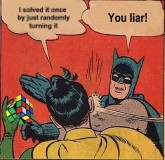 I solved it once
by just randomly
turning it
You liar!